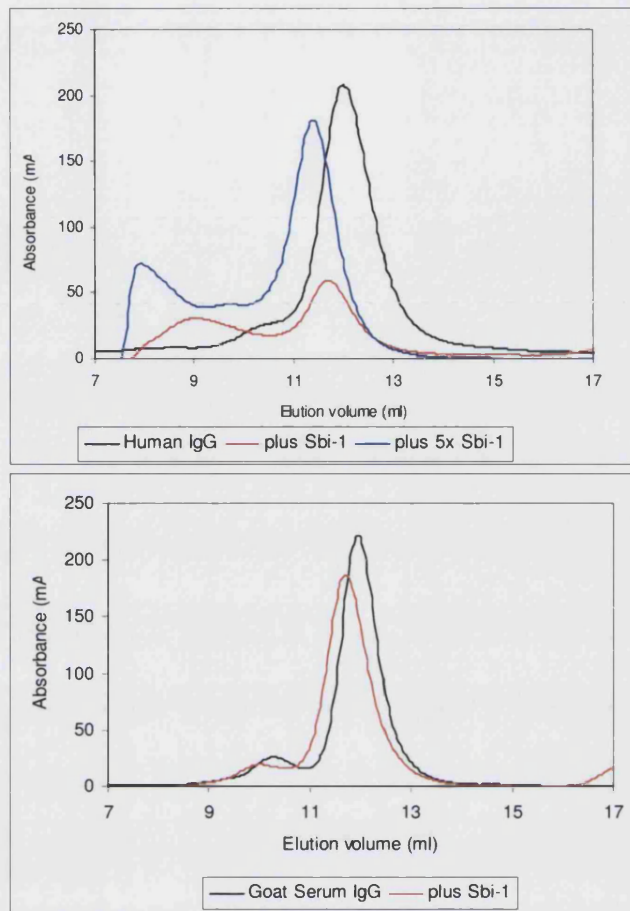 250
200
150
100
50
0
Absorbance (mA
7 9 11 13 15 17
Elution volume (ml)
Human IgG plus Sbi-1 plus 5x Sbi-1
250
200
150
100
50
0
Absorbance (mA
7 9 11 13 15 17
Elution volume (ml)
Goat Serum IgG plus Sbi-1